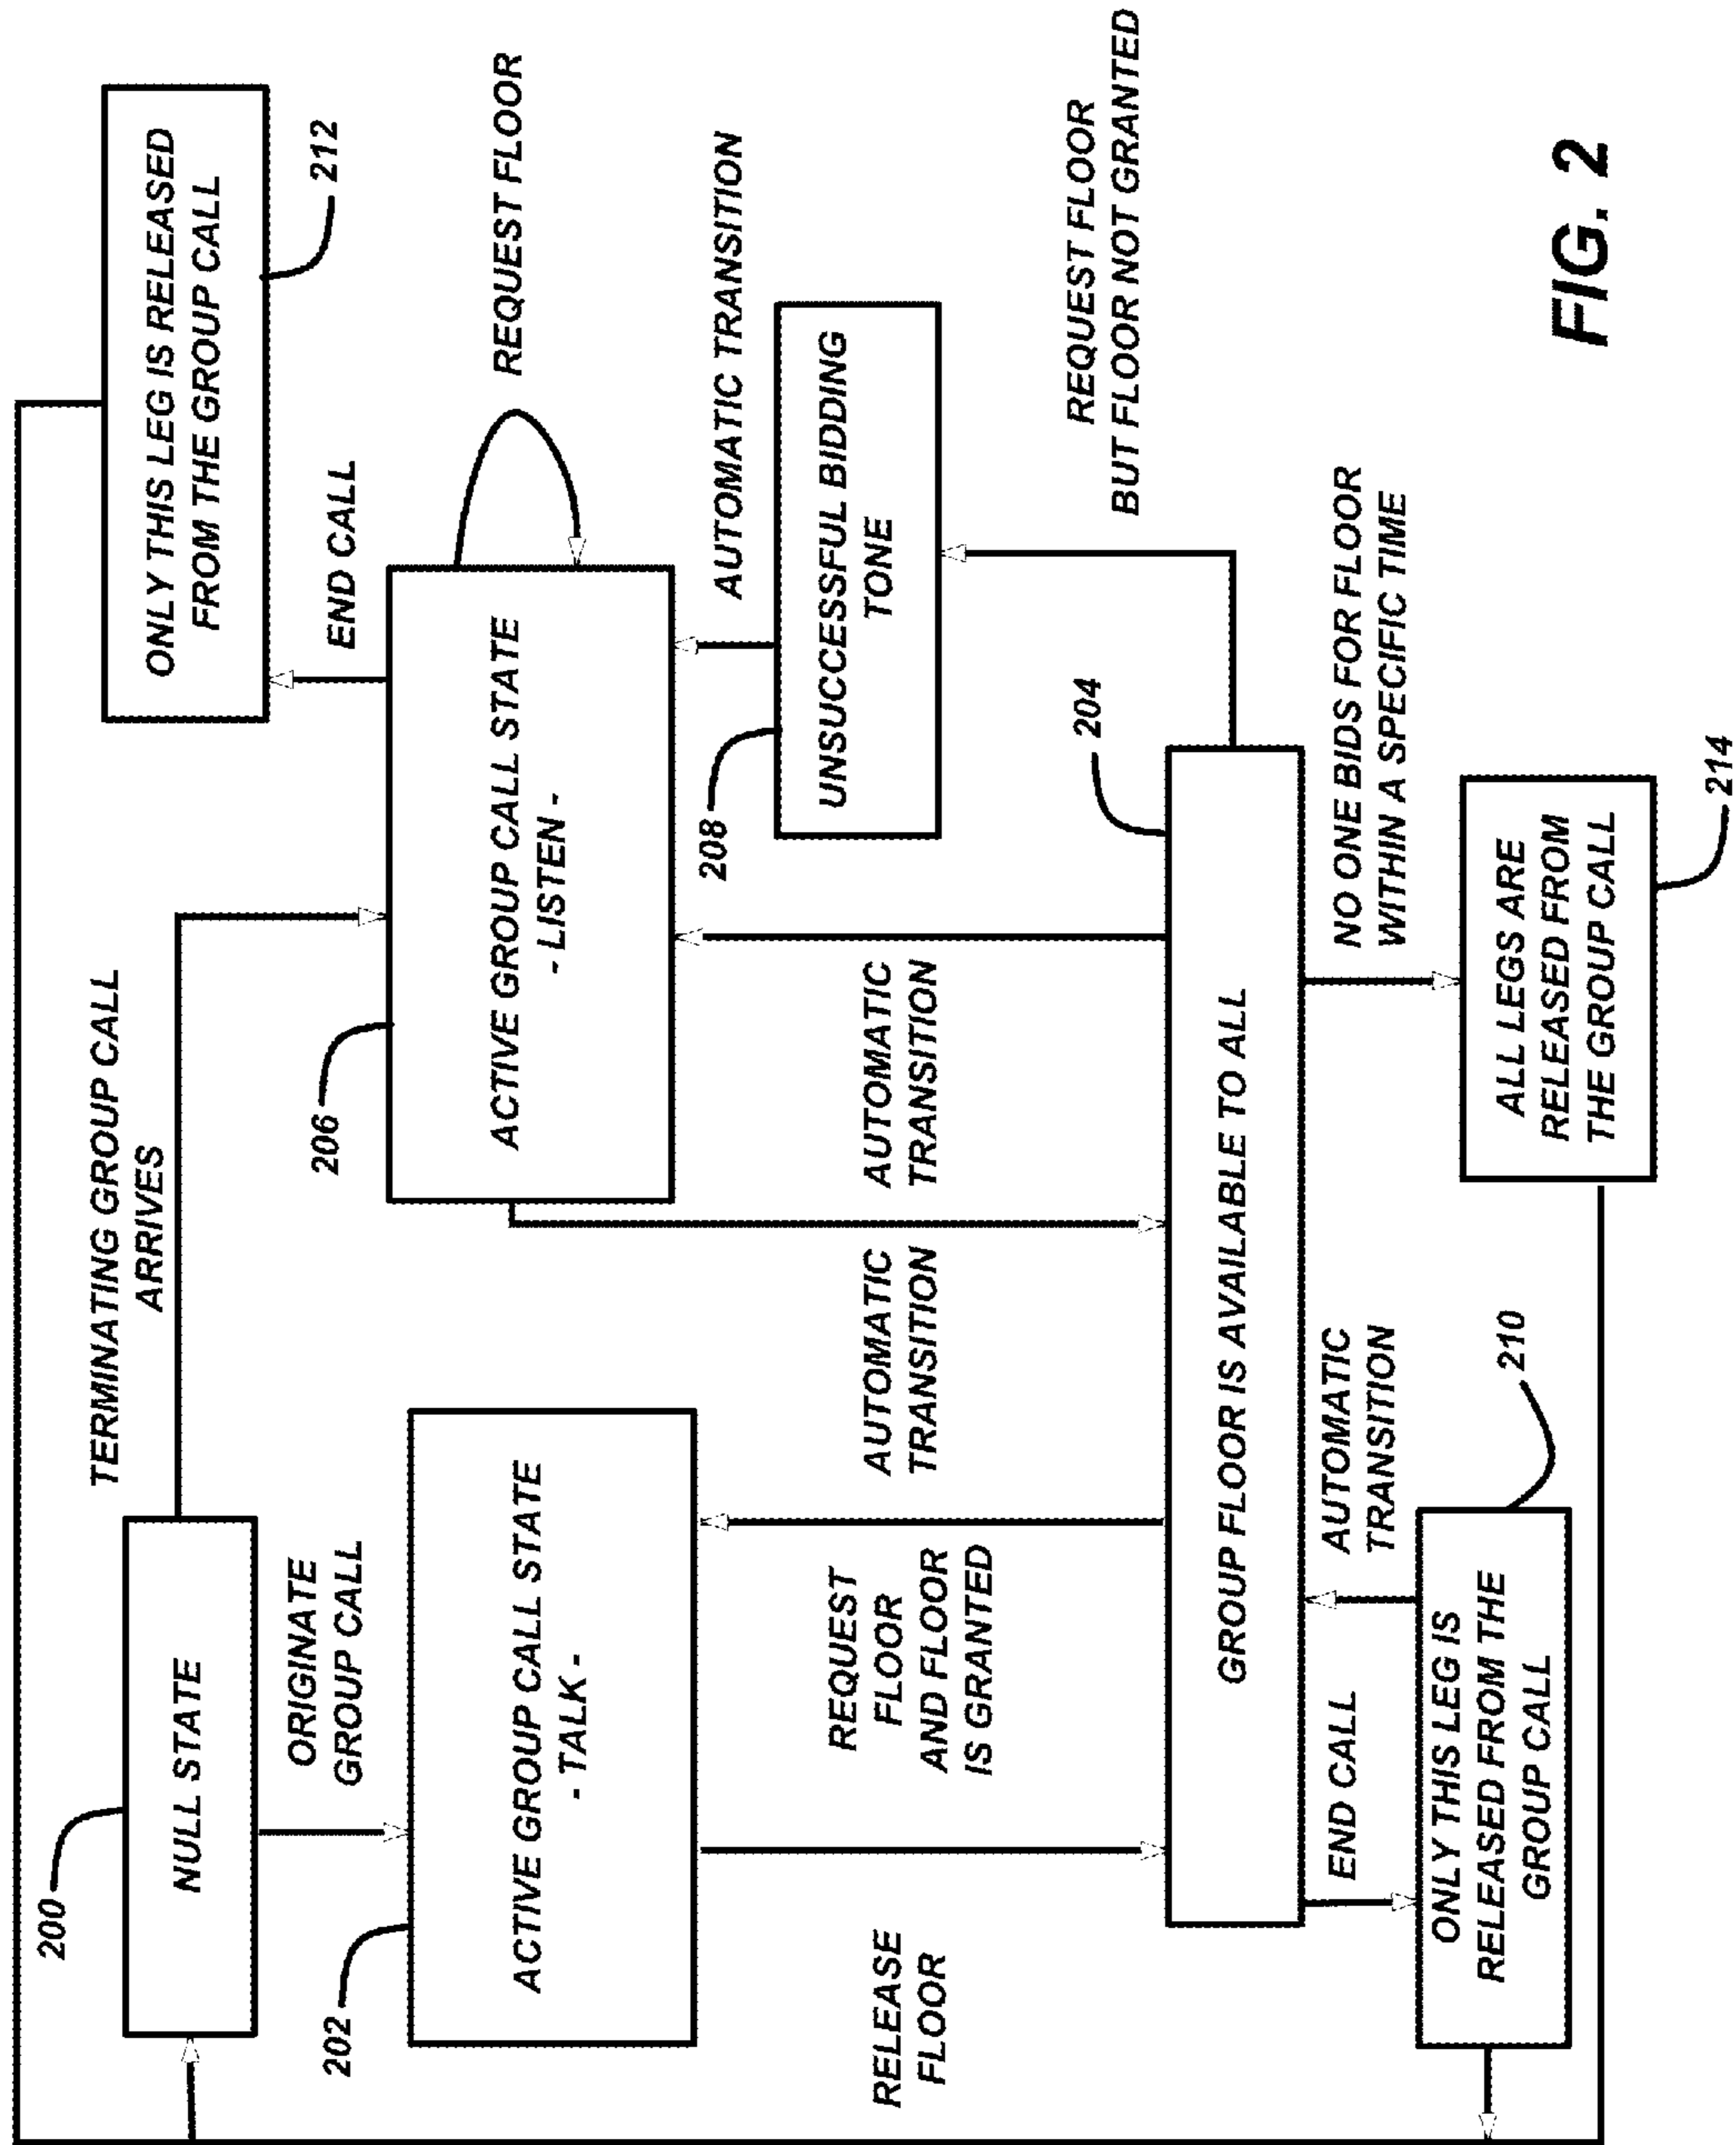 200
NULL STATE
TERMINATING GROUP CALL
ARRIVES
ONLY THIS LEG IS RELEASED
FROM THE GROUP CALL
212
ORIGINATE
GROUP CALL
END CALL
REQUEST FLOOR
202
ACTIVE GROUP CALL STATE
- TALK -
206
ACTIVE GROUP CALL STATE
- LISTEN -
AUTOMATIC TRANSITION
208
UNSUCCESSFUL BIDDING
TONE
RELEASE
FLOOR
REQUEST
FLOOR
AND FLOOR
IS GRANTED
AUTOMATIC
TRANSITION
AUTOMATIC
TRANSITION
204
REQUEST FLOOR
BUT FLOOR NOT GRANTED
GROUP FLOOR IS AVAILABLE TO ALL
END CALL
AUTOMATIC
TRANSITION
NO ONE BIDS FOR FLOOR
WITHIN A SPECIFIC TIME
ONLY THIS LEG IS
RELEASED FROM THE
GROUP CALL
210
ALL LEGS ARE
RELEASED FROM
THE GROUP CALL
214
FIG. 2